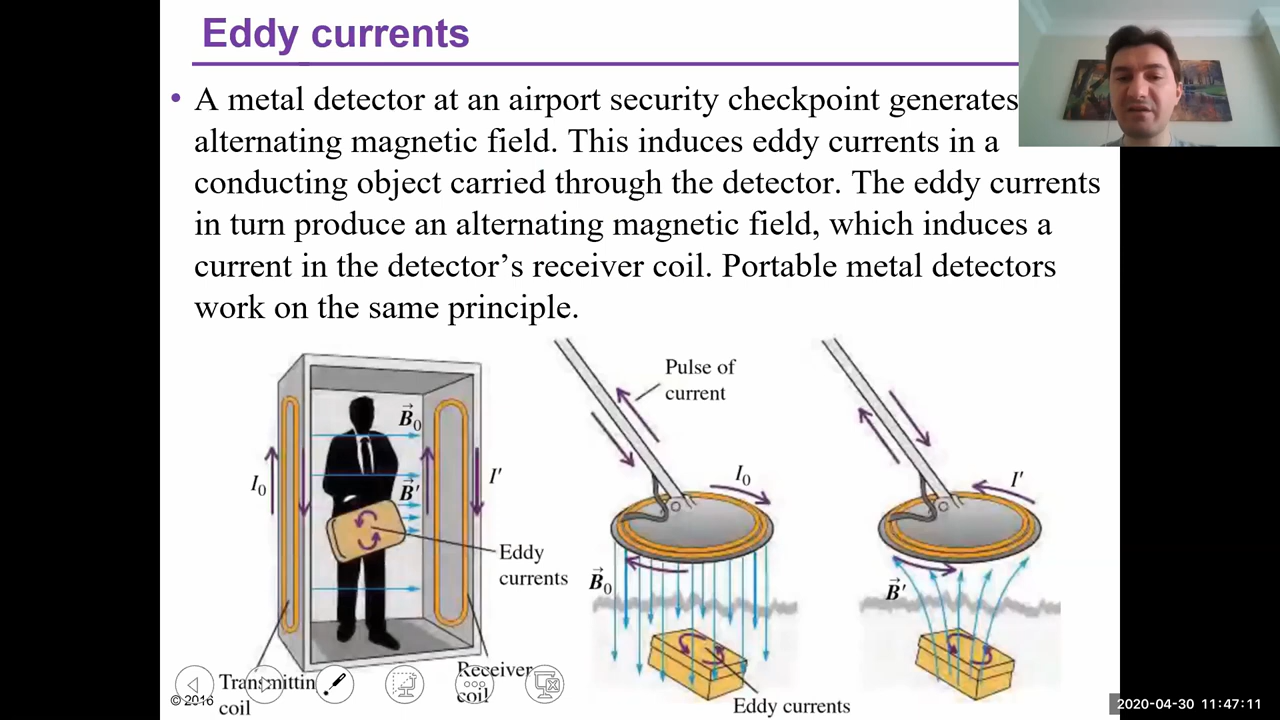 Eddy currents
• A metal detector at an airport security checkpoint generates
alternating magnetic field. This induces eddy currents in a
conducting object carried through the detector. The eddy currents
in turn produce an alternating magnetic field, which induces a
current in the detector’s receiver coil. Portable metal detectors
work on the same principle.
Pulse of
current
B⃗0
I0
I′
B⃗′
Eddy
currents
Transmittin
coil
Receiver
coil
I0
B⃗0
Eddy currents
I′
B⃗′
© 2016
2020-04-30 11:47:11